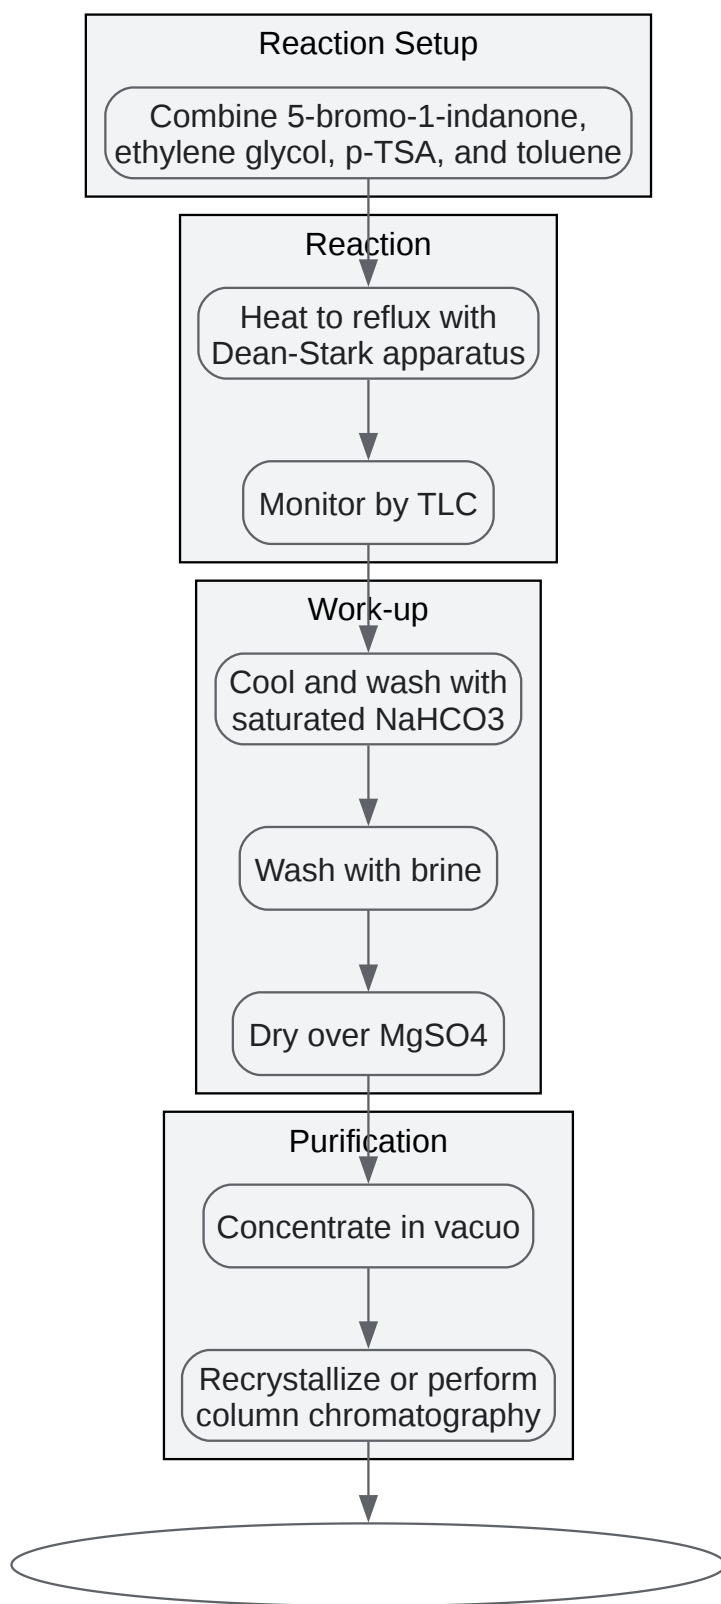 Reaction Setup
Combine 5-bromo-1-indanone,
ethylene glycol, p-TSA, and toluene
Reaction
Heat to reflux with
Dean-Stark apparatus
Monitor by TLC
Work-up
Cool and wash with
saturated NaHCO3
Wash with brine
Dry over MgSO4
Purification
Concentrate in vacuo
Recrystallize or perform
column chromatography